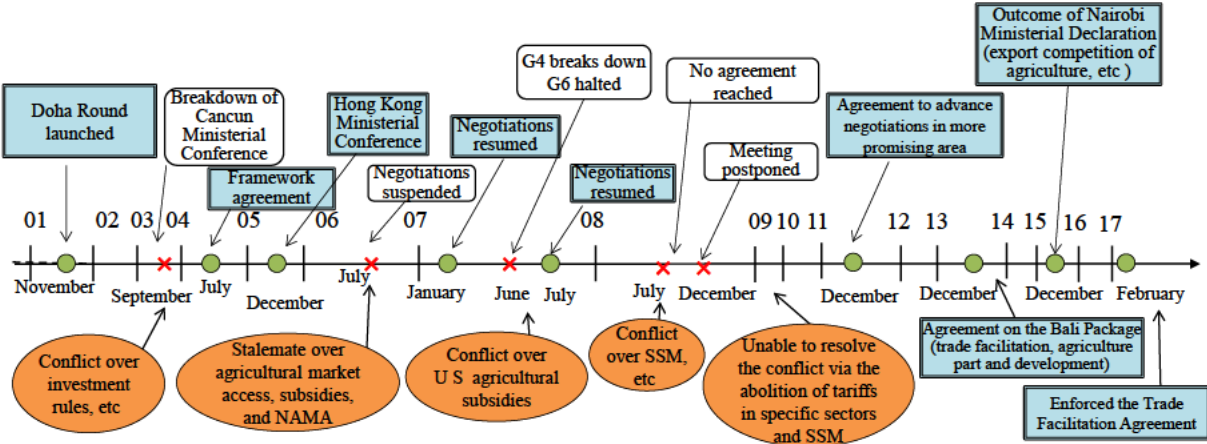 Doha Round
launched
Breakdown of
Cancun
Ministerial
Conference
Framework
agreement
Hong Kong
Ministerial
Conference
Negotiations
suspended
Negotiations
resumed
G4 breaks down
G6 halted
Negotiations
resumed
No agreement
reached
Meeting
postponed
Agreement to advance
negotiations in more
promising area
Outcome of Nairobi
Ministerial Declaration
(export competition of
agriculture, etc )
01 02 03 04 05 06 07 08 09 10 11 12 13 14 15 16 17
November
September
July
December
July
January
June
July
July
December
December
December
December
February
Conflict over
investment
rules, etc
Stalemate over
agricultural market
access, subsidies,
and NAMA
Conflict over
U S agricultural
subsidies
Conflict
over SSM,
etc
Unable to resolve
the conflict via the
abolition of tariffs
in specific sectors
and SSM
Agreement on the Bali Package
(trade facilitation, agriculture
part and development)
Enforced the Trade
Facilitation Agreement